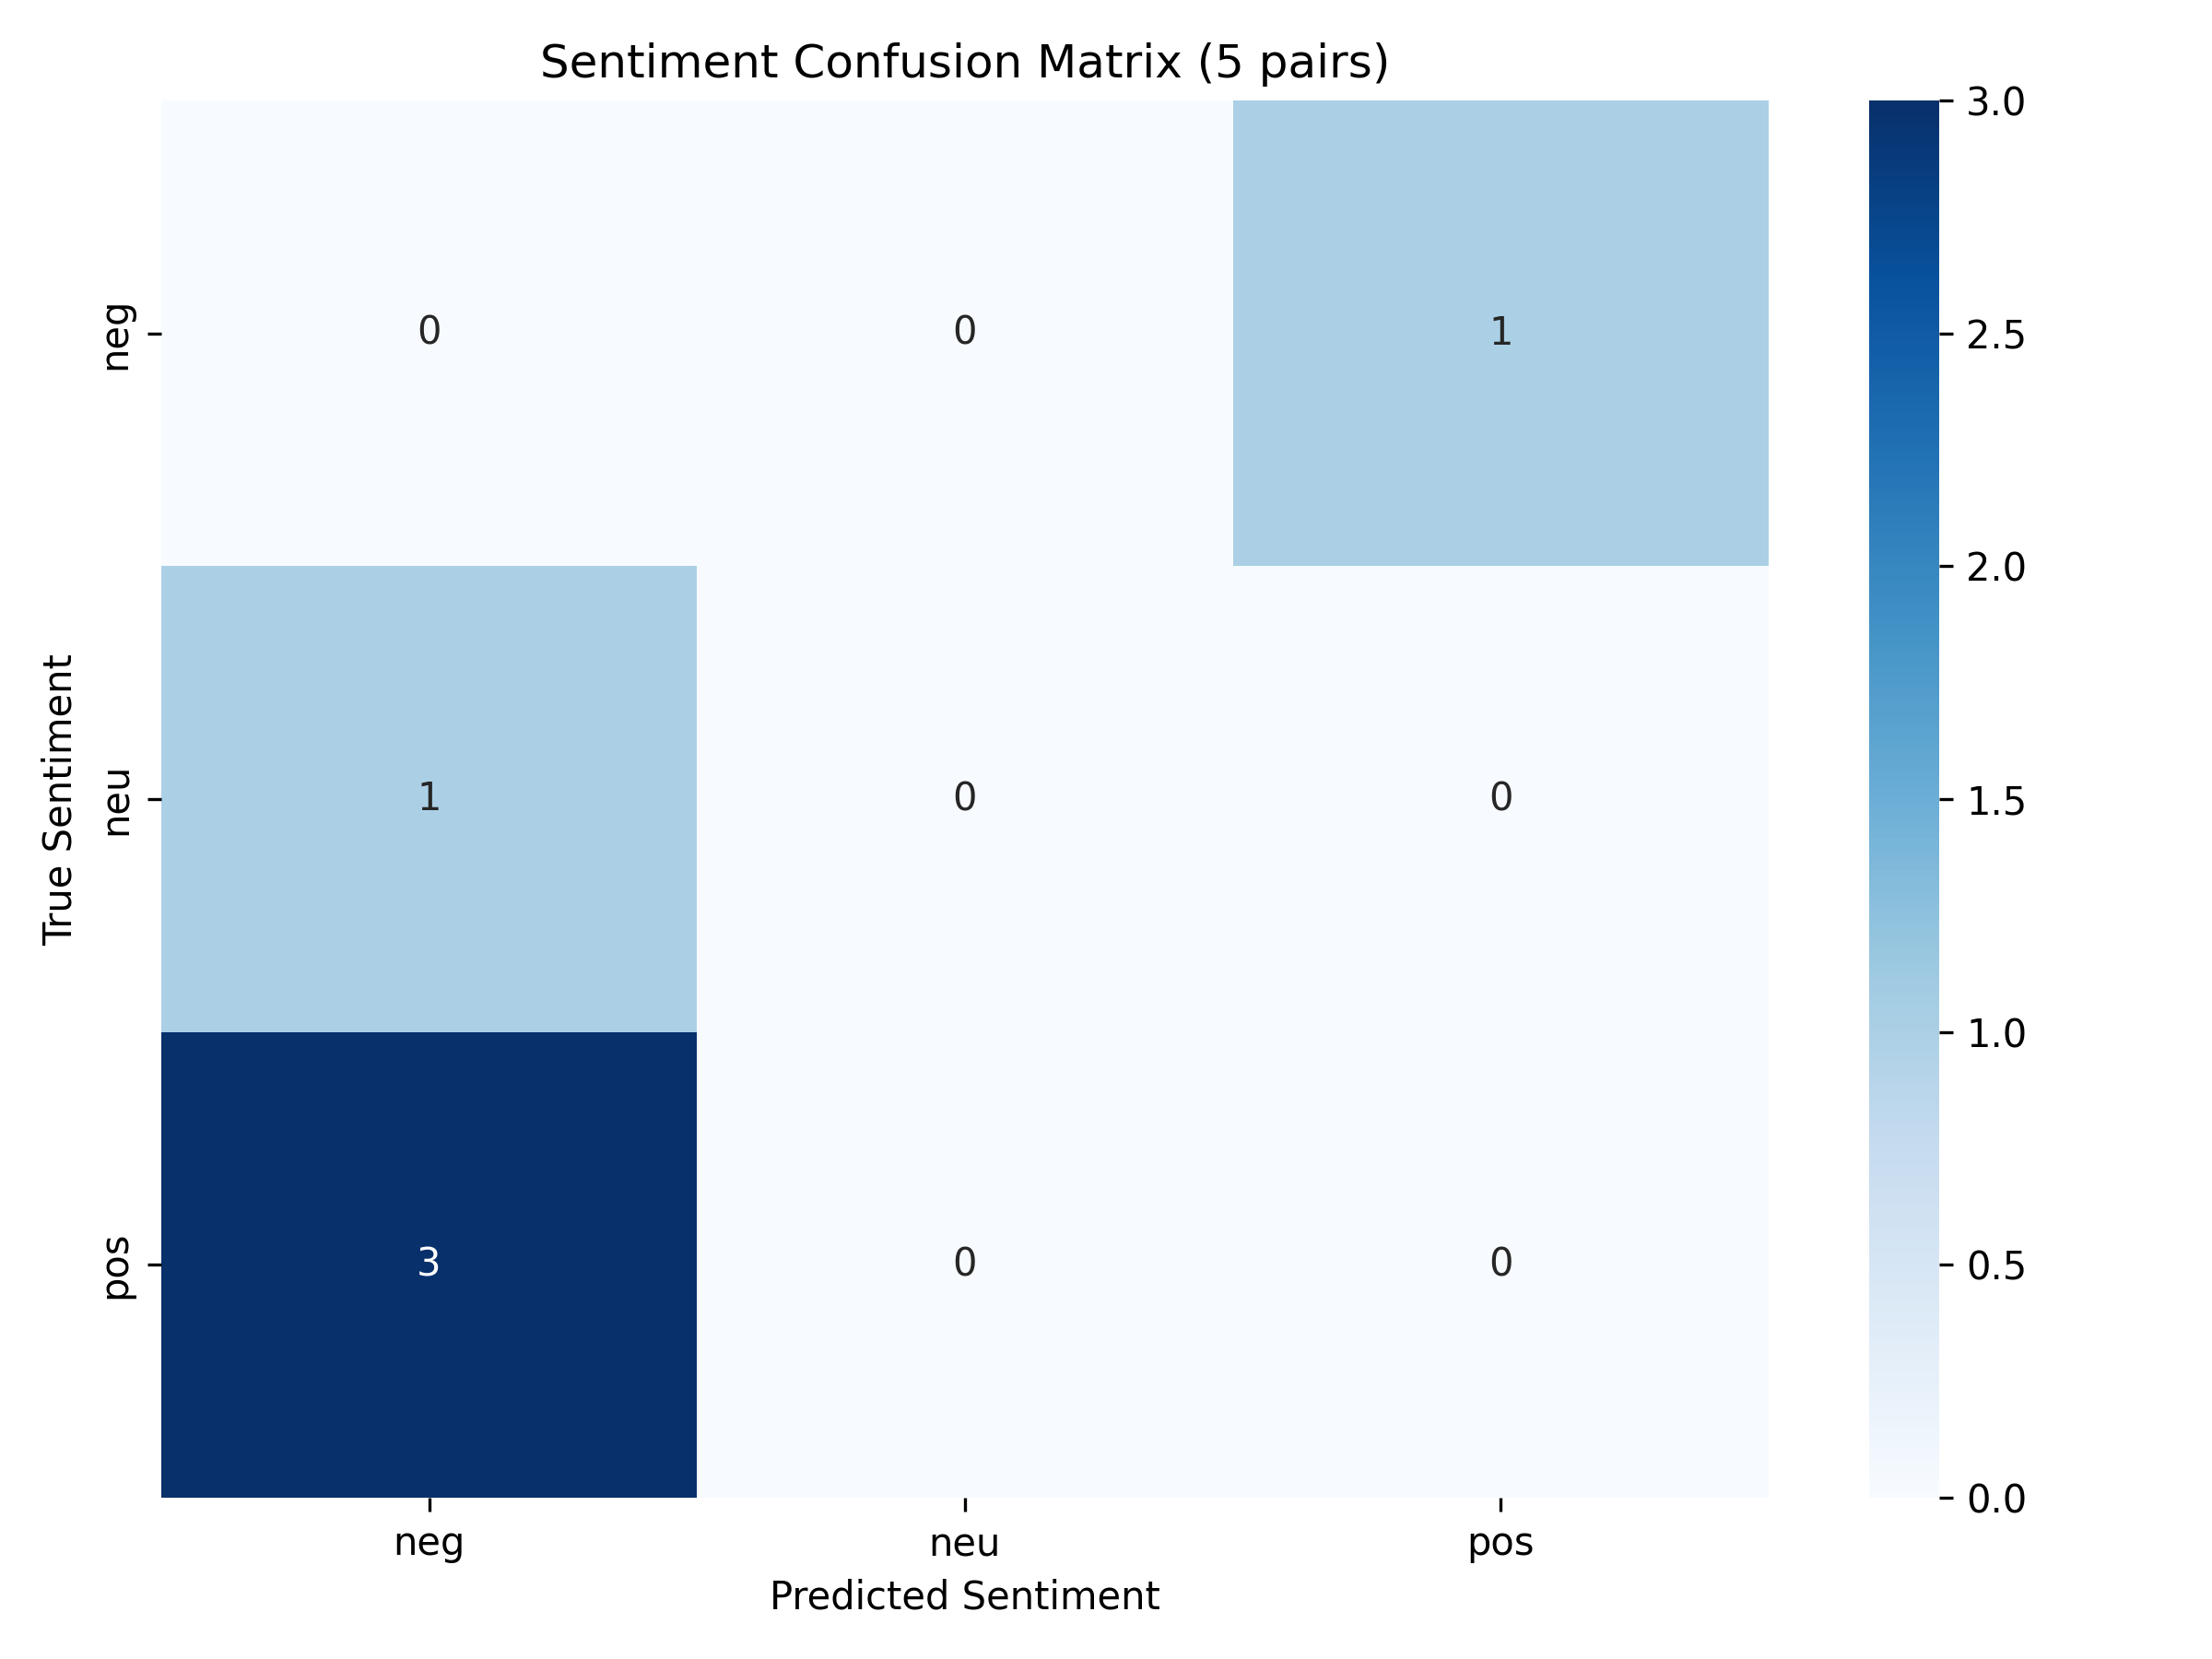 Sentiment Confusion Matrix (5 pairs)
True Sentiment
neg
0 0 1
neu
1 0 0
pos
3 0 0
neg neu pos
Predicted Sentiment
3.0
2.5
2.0
1.5
1.0
0.5
0.0